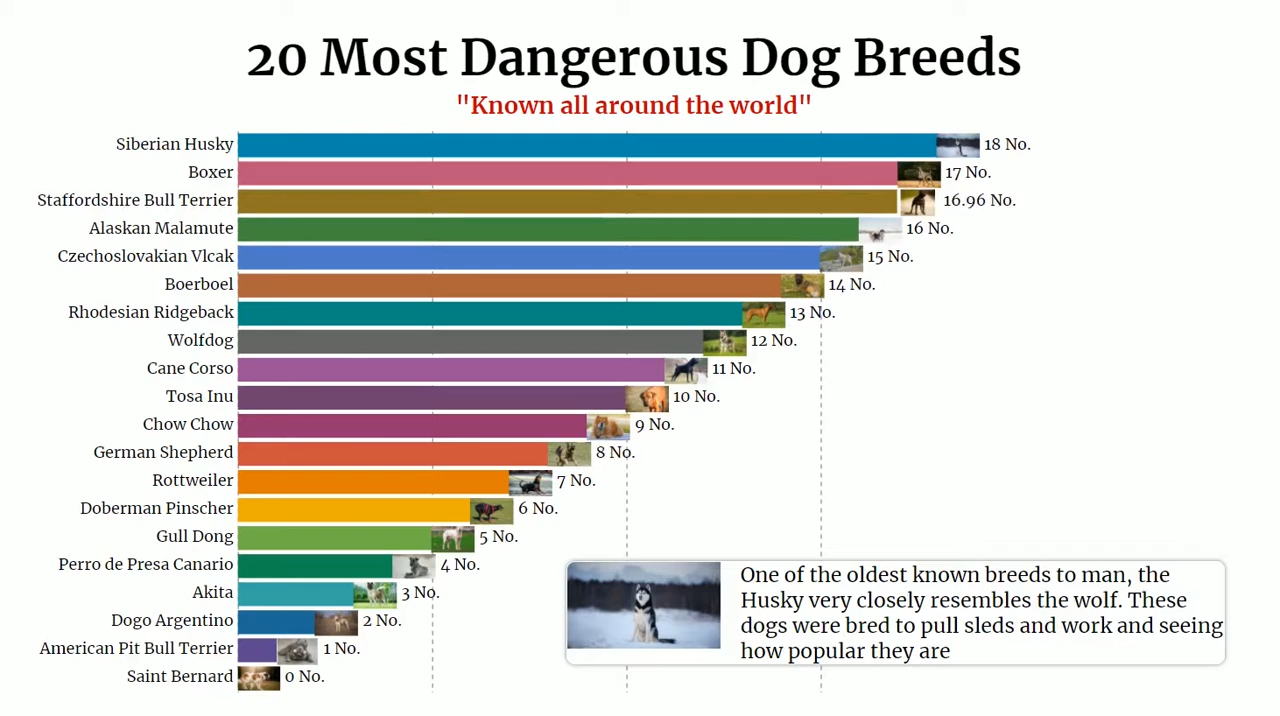 20 Most Dangerous Dog Breeds
"Known all around the world"
Siberian Husky 18 No.
Boxer 17 No.
Staffordshire Bull Terrier 16.96 No.
Alaskan Malamute 16 No.
Czechoslovakian Vlcak 15 No.
Boerboel 14 No.
Rhodesian Ridgeback 13 No.
Wolfdog 12 No.
Cane Corso 11 No.
Tosa Inu 10 No.
Chow Chow 9 No.
German Shepherd 8 No.
Rottweiler 7 No.
Doberman Pinscher 6 No.
Gull Dong 5 No.
Perro de Presa Canario 4 No.
Akita 3 No.
Dogo Argentino 2 No.
American Pit Bull Terrier 1 No.
Saint Bernard 0 No.
One of the oldest known breeds to man, the
Husky very closely resembles the wolf. These
dogs were bred to pull sleds and work and seeing
how popular they are